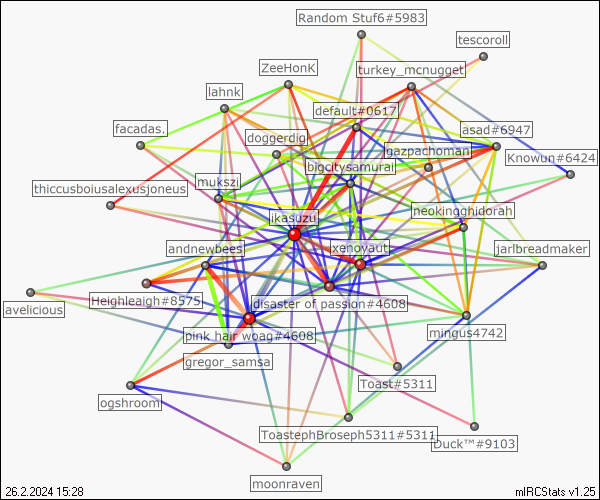 Random Stuf6#5983
tescoroll
ZeeHonK
turkey_mcnugget
lahnk
default#0617
facadas.
doggerdig
asad#6947
gazpachoman
Knowun#6424
bigcitysamurai
mukszi
thiccusboiusalexusjoneus
ikasuzu
neokingghidorah
andnewbees
xenoyaut
jarlbreadmaker
avelicious
Heighleaigh#8575
disaster of passion#4608
mingus4742
pink hair woag#4608
gregor_samsa
Toast#5311
ogshroom
ToastephBroseph5311#5311
Duck™#9103
moonraven
26.2.2024 15:28
mIRCStats v1.25